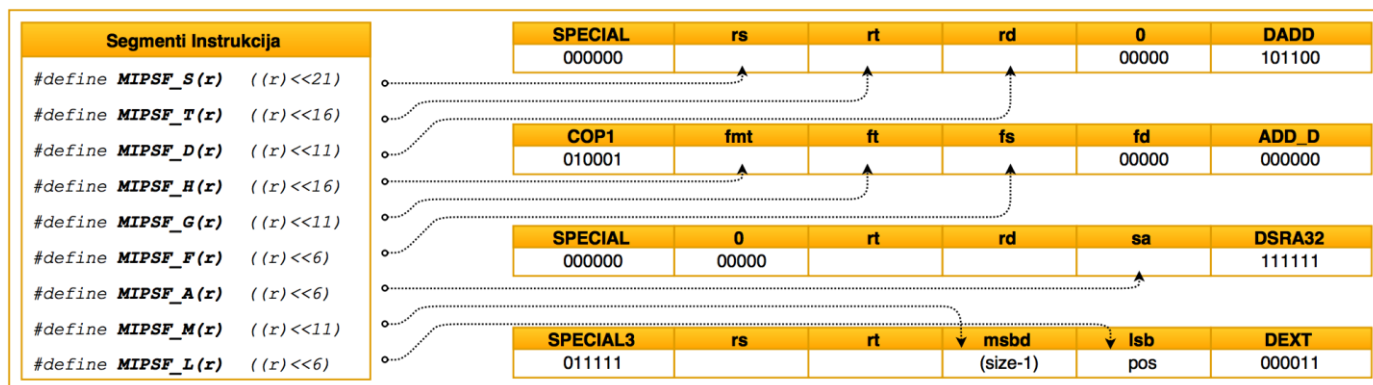 Segmenti Instrukcija
#define MIPSF_S(r) ((r)<<21)
#define MIPSF_T(r) ((r)<<16)
#define MIPSF_D(r) ((r)<<11)
#define MIPSF_H(r) ((r)<<16)
#define MIPSF_G(r) ((r)<<11)
#define MIPSF_F(r) ((r)<<6)
#define MIPSF_A(r) ((r)<<6)
#define MIPSF_M(r) ((r)<<11)
#define MIPSF_L(r) ((r)<<6)
SPECIAL rs rt rd 0 DADD
000000 00000 101100
COP1 fmt ft fs fd ADD_D
010001 00000 000000
SPECIAL 0 rt rd sa DSRA32
000000 00000 111111
SPECIAL3 rs rt msbd lsb DEXT
011111 (size-1) pos 000011